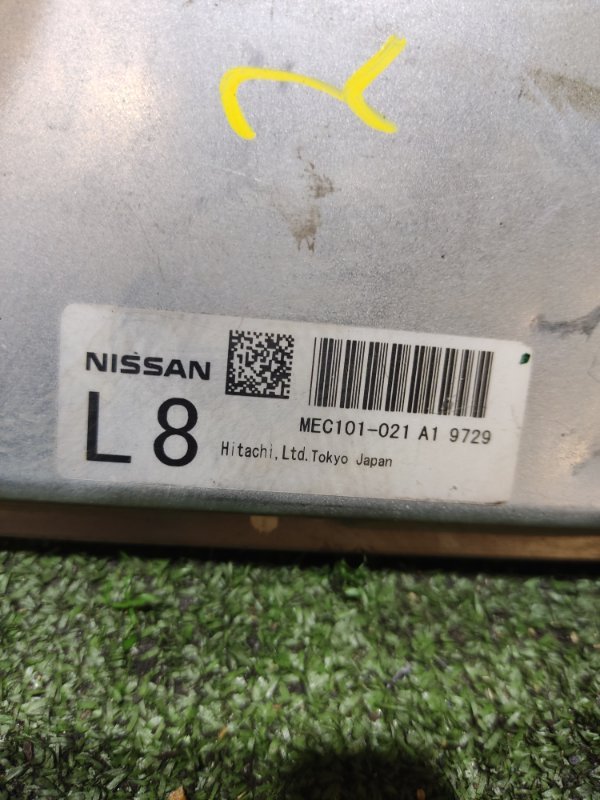 NISSAN
MEC101-021 A1 9729
L8
Hitachi,Ltd.Tokyo Japan